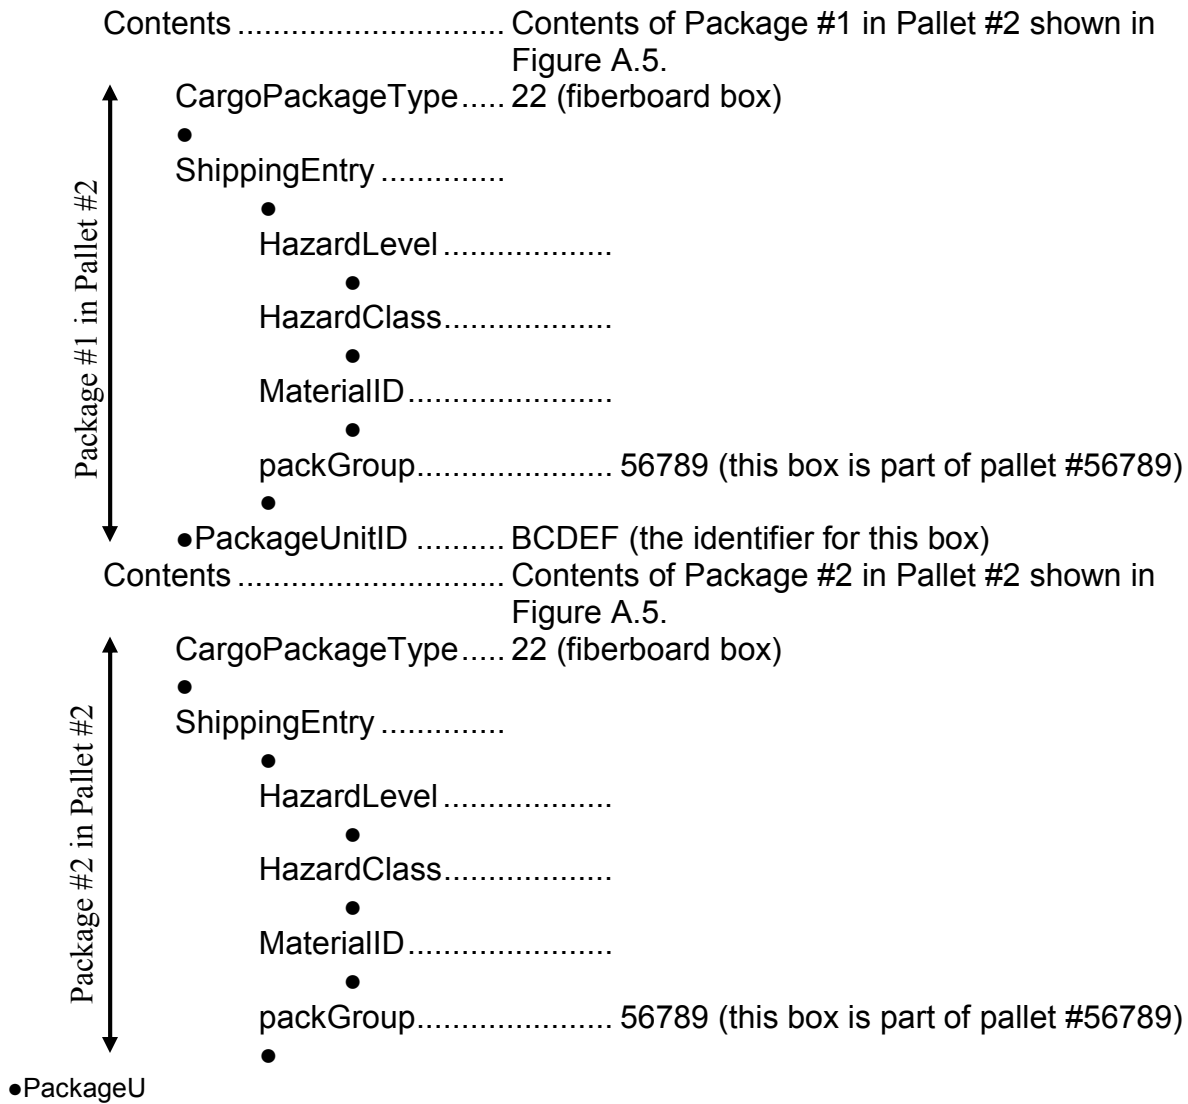 Contents .............................. Contents of Package #1 in Pallet #2 shown in
Figure A.5.
CargoPackageType..... 22 (fiberboard box)
●
ShippingEntry ..............
●
HazardLevel ...................
●
HazardClass...................
●
MaterialID.......................
●
packGroup...................... 56789 (this box is part of pallet #56789)
●
●PackageUnitID .......... BCDEF (the identifier for this box)
Package #1 in Pallet #2
Contents .............................. Contents of Package #2 in Pallet #2 shown in
Figure A.5.
CargoPackageType..... 22 (fiberboard box)
●
ShippingEntry ..............
●
HazardLevel ...................
●
HazardClass...................
●
MaterialID.......................
●
packGroup...................... 56789 (this box is part of pallet #56789)
●
Package #2 in Pallet #2
●PackageU